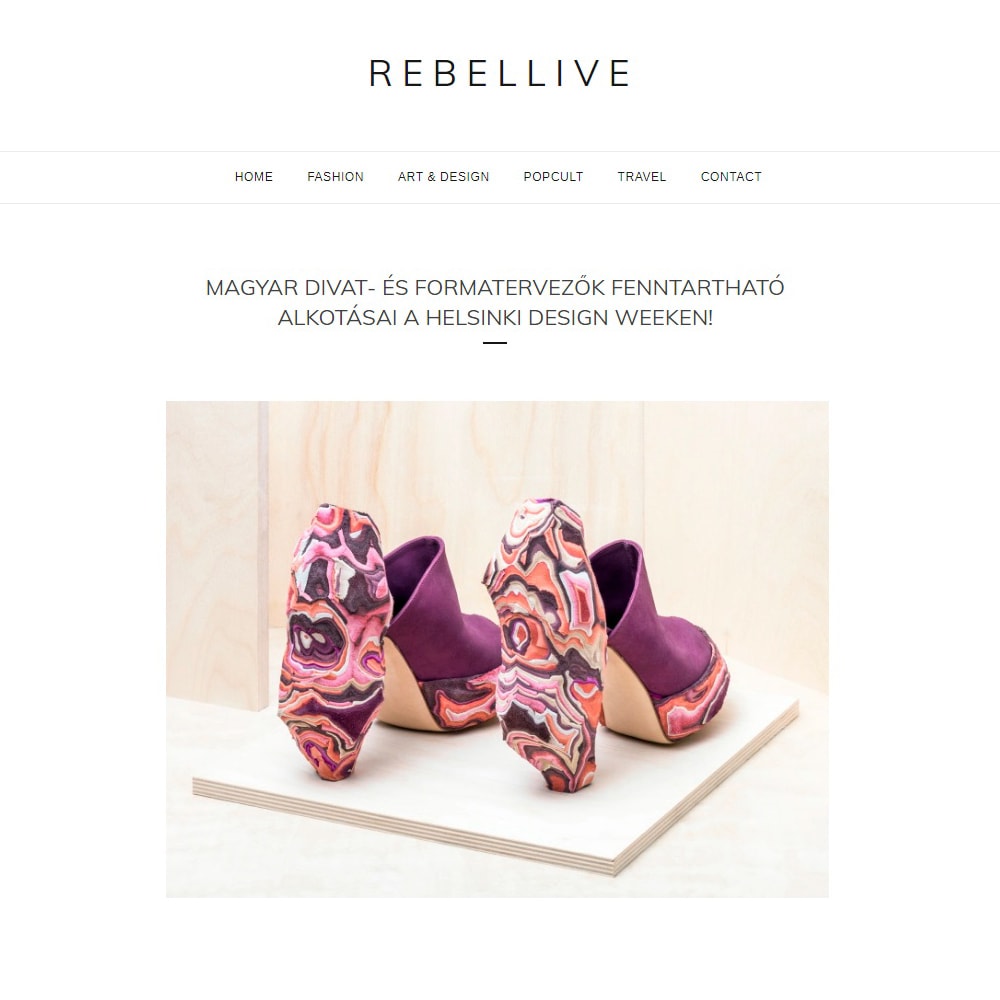 REBELLIVE
HOME FASHION ART & DESIGN POPCULT TRAVEL CONTACT
MAGYAR DIVAT- ÉS FORMATERVEZŐK FENNTARTHATÓ
ALKOTÁSAI A HELSINKI DESIGN WEEKEN!